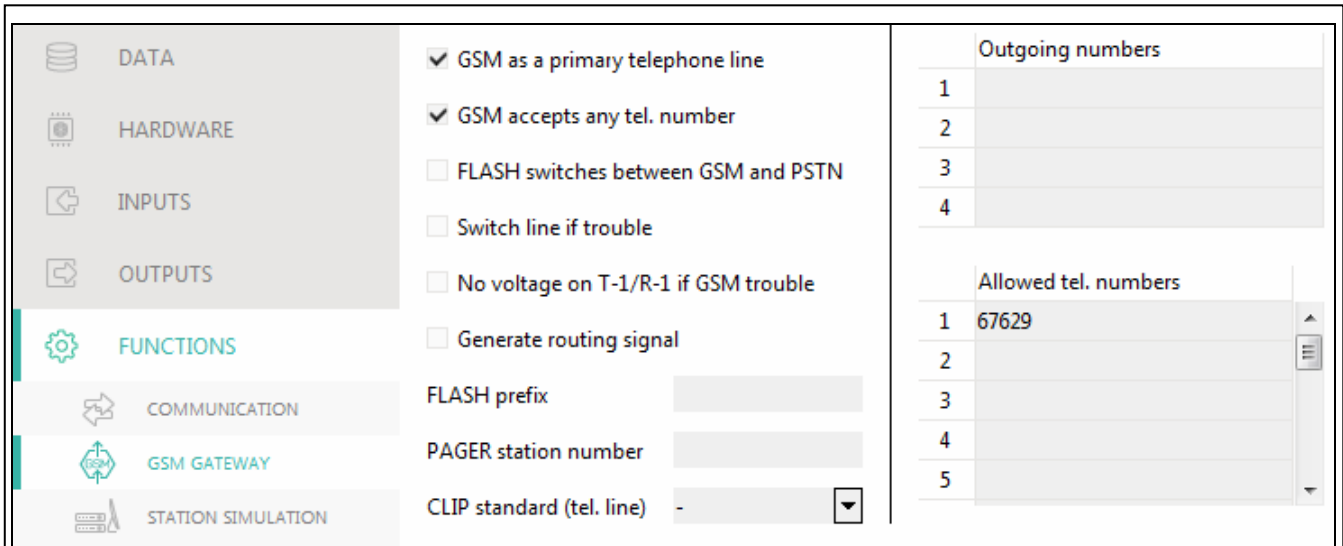 DATA
HARDWARE
INPUTS
OUTPUTS
FUNCTIONS
COMMUNICATION
GSM
GSM GATEWAY
STATION SIMULATION
GSM as a primary telephone line
GSM accepts any tel. number
FLASH switches between GSM and PSTN
Switch line if trouble
No voltage on T-1/R-1 if GSM trouble
Generate routing signal
FLASH prefix
PAGER station number
CLIP standard (tel. line) -
Outgoing numbers
1
2
3
4
Allowed tel. numbers
1 67629
2
3
4
5